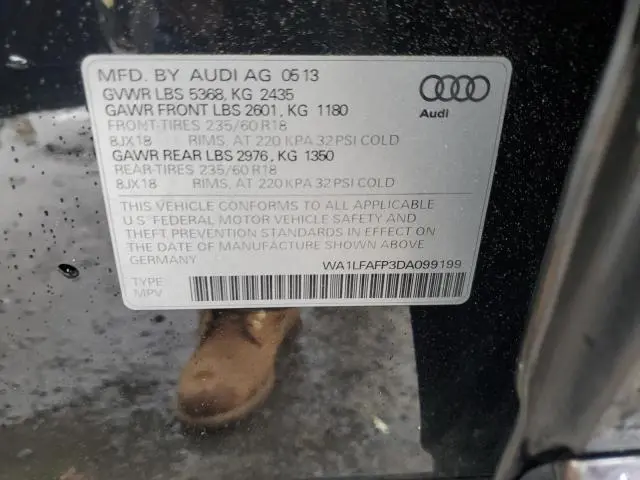 MFD. BY AUDI AG 05 13
GVWR LBS 5368, KG 2435
GAWR FRONT LBS 2601, KG 1180
FRONT-TIRES 235/60 R18
8JX18 RIMS, AT 220 KPA 32 PSI COLD
GAWR REAR LBS 2976, KG 1350
REAR-TIRES 235/60 R18
8JX18 RIMS, AT 220 KPA 32 PSI COLD
Audi
THIS VEHICLE CONFORMS TO ALL APPLICABLE
U.S. FEDERAL MOTOR VEHICLE SAFETY AND
THEFT PREVENTION STANDARDS IN EFFECT ON
THE DATE OF MANUFACTURE SHOWN ABOVE.
GERMANY
WA1LFAFP3DA099199
TYPE
MPV